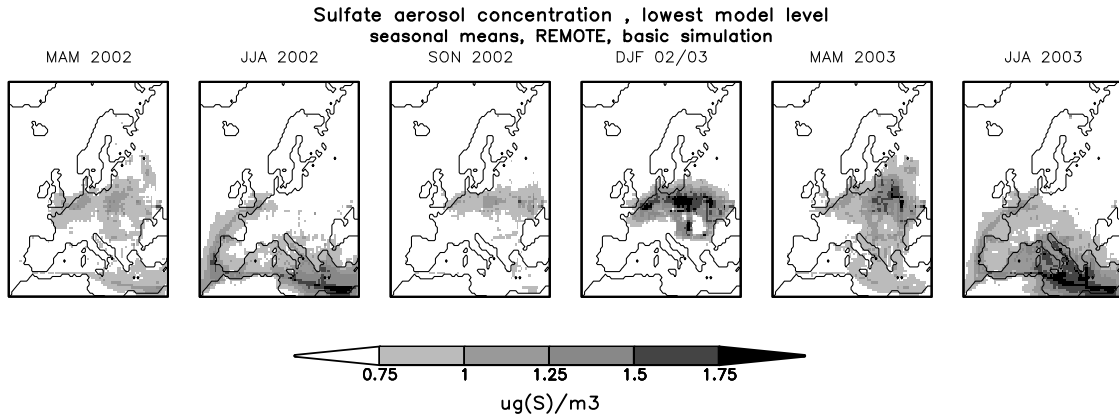 Sulfate aerosol concentration , lowest model level
seasonal means, REMOTE, basic simulation
MAM 2002 JJA 2002 SON 2002 DJF 02/03 MAM 2003 JJA 2003
0.75 1 1.25 1.5 1.75
ug(S)/m3